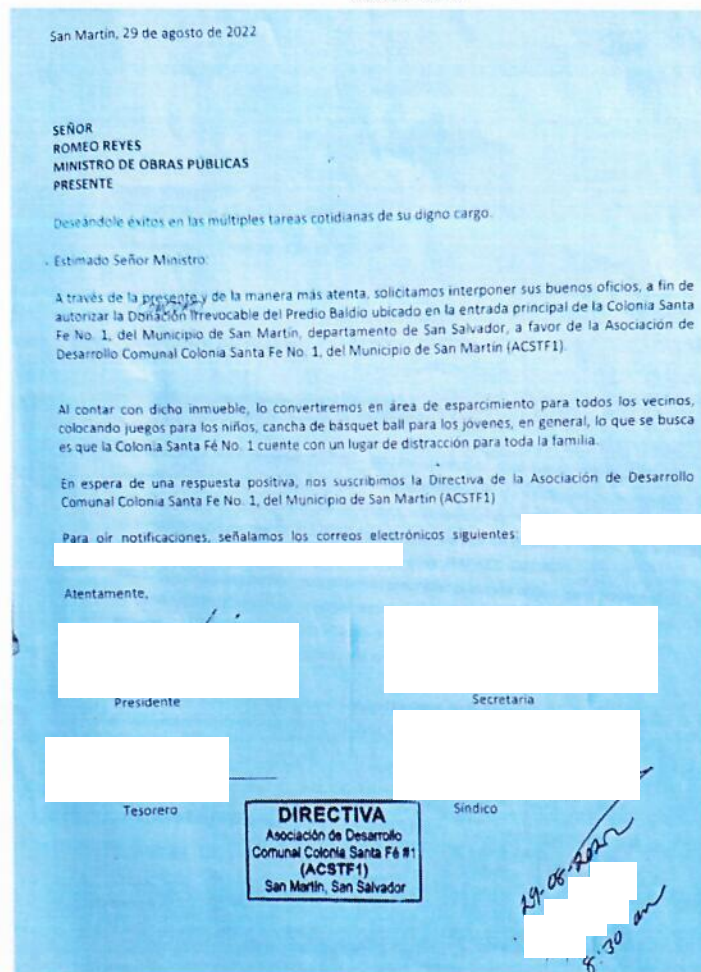 San Martin, 29 de agosto de 2022
SEÑOR
ROMEO REYES
MINISTRO DE OBRAS PÚBLICAS
PRESENTE
Deseándole éxitos en las múltiples tareas cotidianas de su digno cargo.
Estimado Señor Ministro:
A través de la presente y de la manera más atenta, solicitamos interponer sus buenos oficios, a fin de
autorizar la Donación Irrevocable del Predio Baldío ubicado en la entrada principal de la Colonia Santa
Fe No. 1, del Municipio de San Martin, departamento de San Salvador, a favor de la Asociación de
Desarrollo Comunal Colonia Santa Fe No. 1, del Municipio de San Martin (ACSTF1).
Al contar con dicho inmueble, lo convertiremos en área de esparcimiento para todos los vecinos,
colocando juegos para los niños, cancha de básquet ball para los jóvenes, en general, lo que se busca
es que la Colonia Santa Fé No. 1 cuente con un lugar de distracción para toda la familia.
En espera de una respuesta positiva, nos suscribimos la Directiva de la Asociación de Desarrollo
Comunal Colonia Santa Fe No. 1, del Municipio de San Martin (ACSTF1)
Para oír notificaciones, señalamos los correos electrónicos siguientes:
Atentamente,
Presidente
Secretaria
Tesorero
Síndico
DIRECTIVA
Asociación de Desarrollo
Comunal Colonia Santa Fé #1
(ACSTF1)
San Martin, San Salvador
29-08-2022
8:30 am